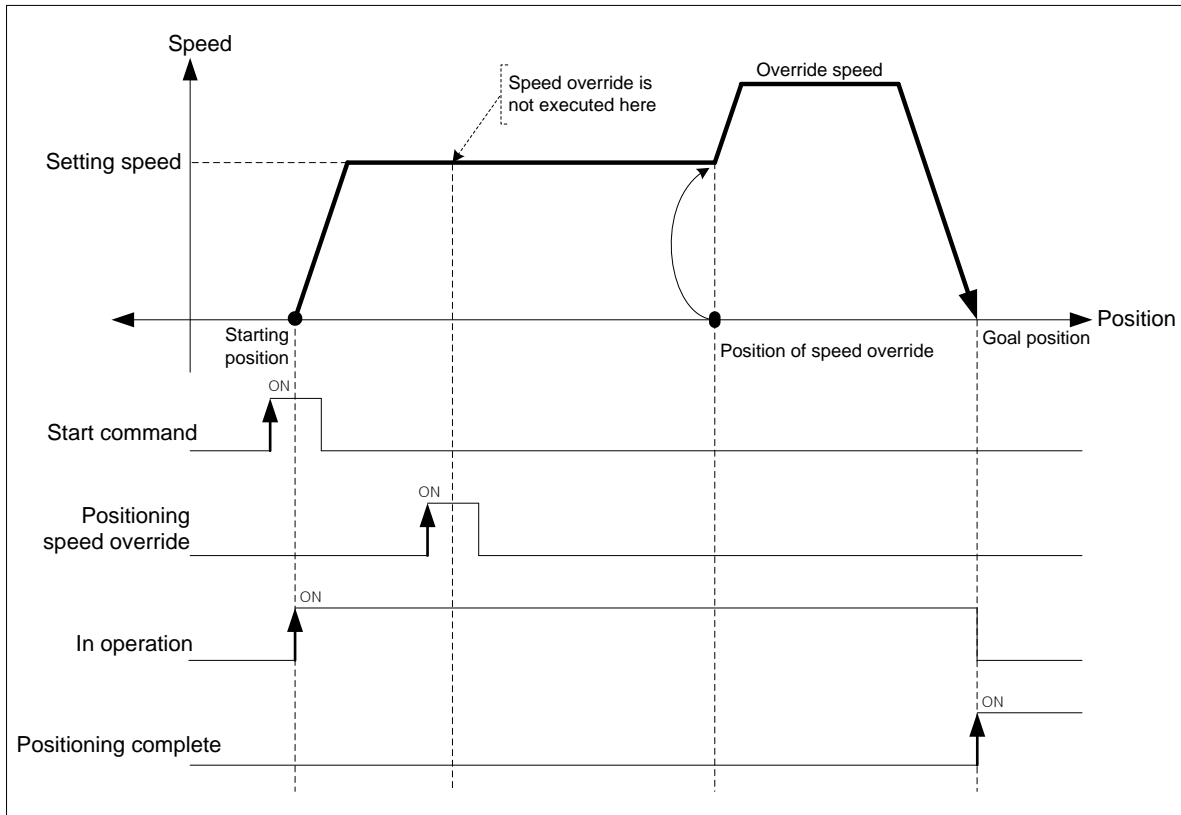 Speed
Override speed
Speed override is
not executed here
Setting speed
Position
Starting
position
Position of speed override
Goal position
ON
Start command
ON
Positioning
speed override
ON
In operation
ON
Positioning complete